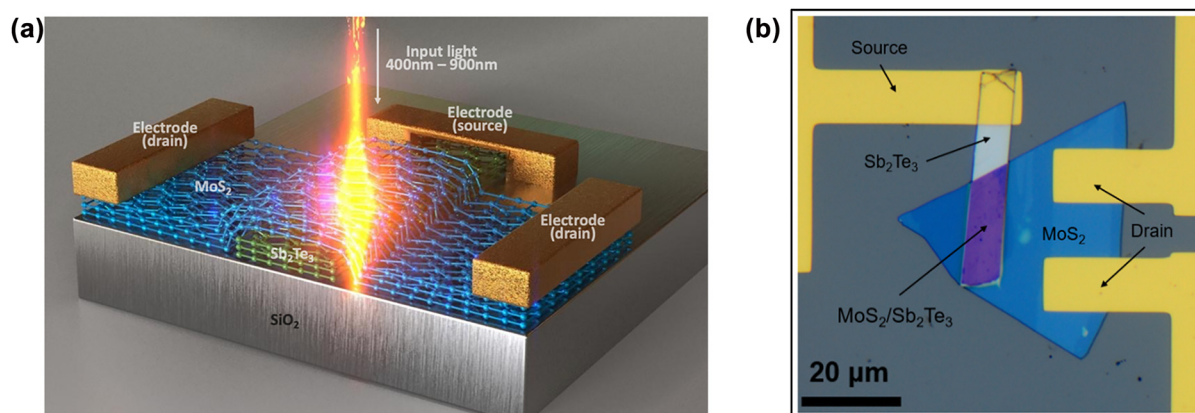 (a)
Input light
400nm – 900nm
Electrode
(drain)
Electrode
(source)
MoS₂
Electrode
(drain)
Sb₂Te₃
SiO₂
(b)
Source
Sb₂Te₃
MoS₂
Drain
MoS₂/Sb₂Te₃
20 µm